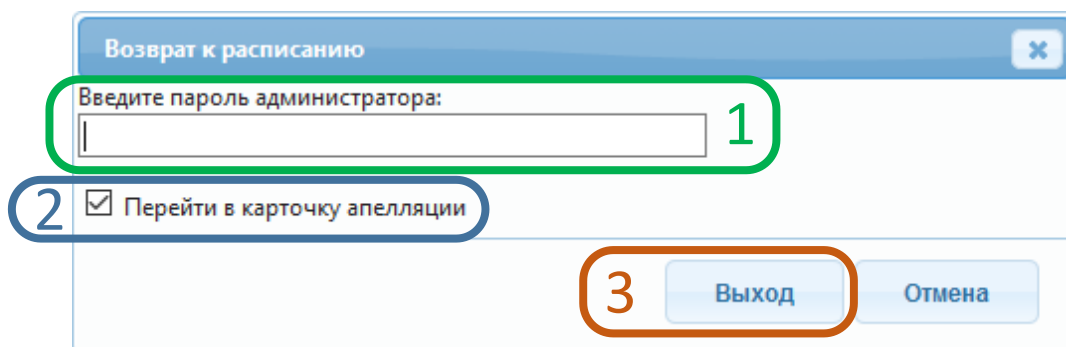 Возврат к расписанию
Введите пароль администратора:
1
2 Перейти в карточку апелляции
3 Выход Отмена